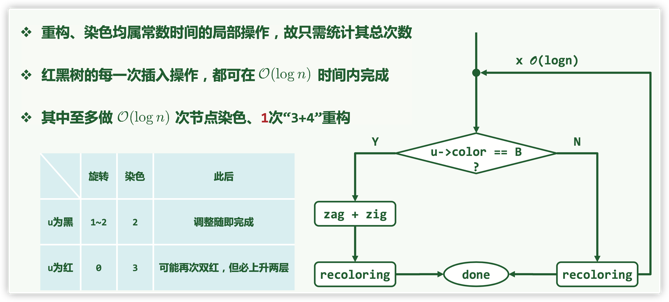 ❖ 重构、染色均属常数时间的局部操作，故只需统计其总次数
❖ 红黑树的每一次插入操作，都可在 𝒪(log n) 时间内完成
❖ 其中至多做 𝒪(log n) 次节点染色、1次“3+4”重构
旋转 染色 此后
u为黑 1~2 2 调整随即完成
u为红 0 3 可能再次双红，但必上升两层
x 𝒪(logn)
Y
N
u->color == B
?
zag + zig
recoloring
done
recoloring